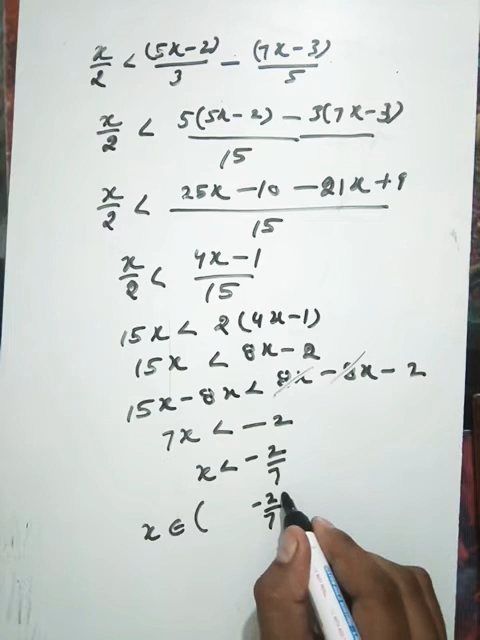 x/2 < (5x-2)/3 - (7x-3)/5
x/2 < 5(5x-2) - 3(7x-3)/15
x/2 < 25x-10-21x+9/15
x/2 < 4x-1/15
15x < 2(4x-1)
15x < 8x-2
15x-8x < 8x-8x-2
7x < -2
x < -2/7
x ∈ ( -2/7